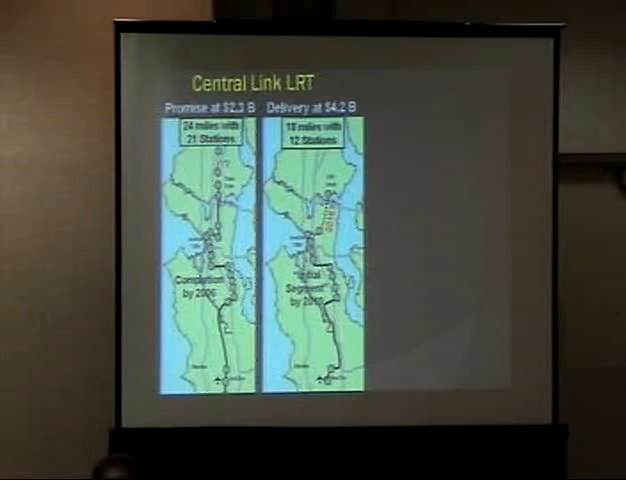 Central Link LRT
Promise at $2.3 B
Delivery at $4.2 B
24 miles with
21 Stations
18 miles with
12 Stations
Completion
by 2006
"Initial
Segment"
by 2010